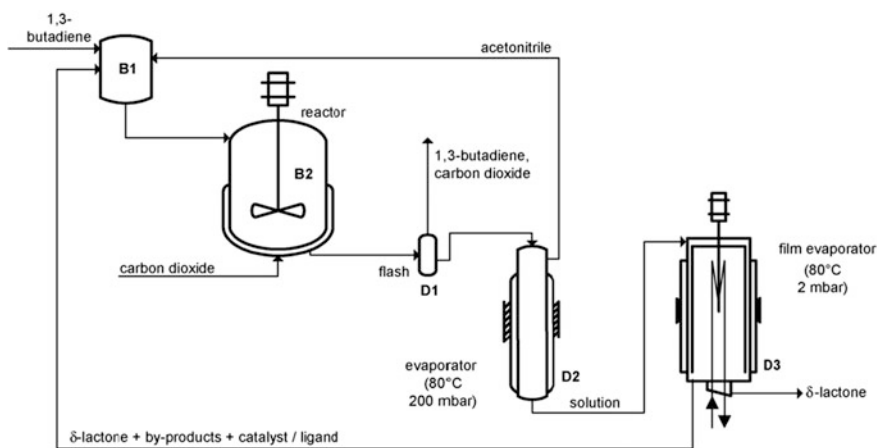 1,3-
butadiene
B1
acetonitrile
reactor
B2
1,3-butadiene,
carbon dioxide
carbon dioxide
flash
D1
film evaporator
(80°C
2 mbar)
evaporator
(80°C
200 mbar)
D2
D3
solution
δ-lactone
δ-lactone + by-products + catalyst / ligand